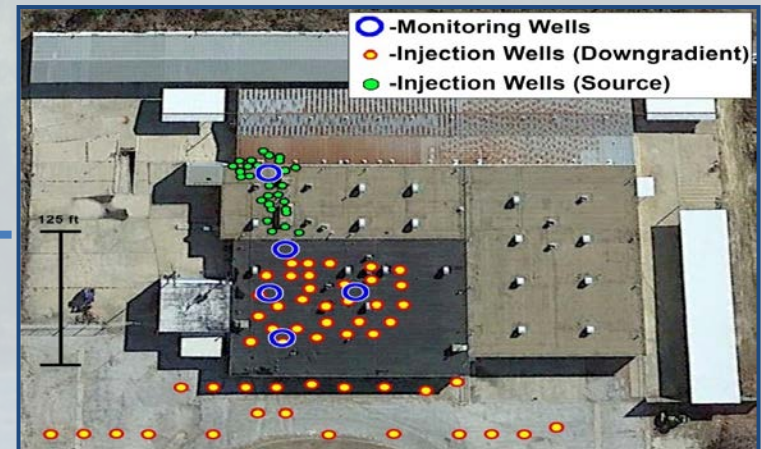 -Monitoring Wells
-Injection Wells (Downgradient)
-Injection Wells (Source)
125 ft